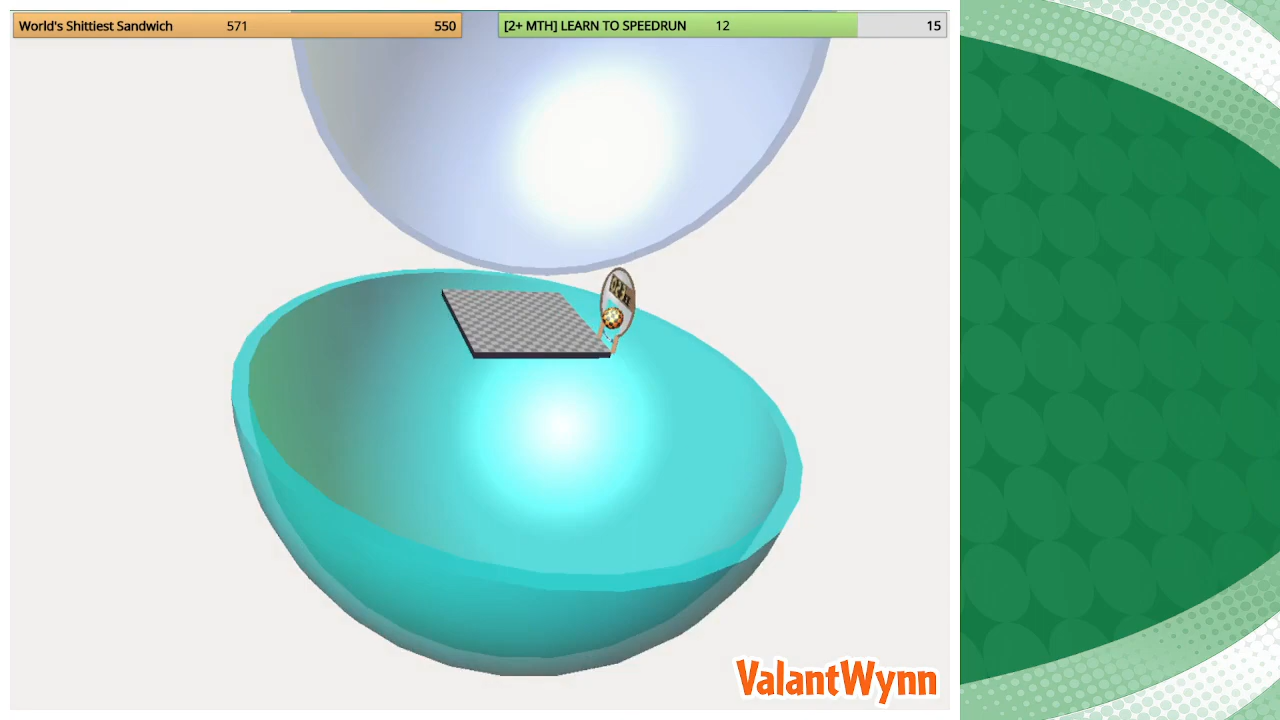 World's Shittiest Sandwich 571 550
[2+ MTH] LEARN TO SPEEDRUN 12 15
ValantWynn